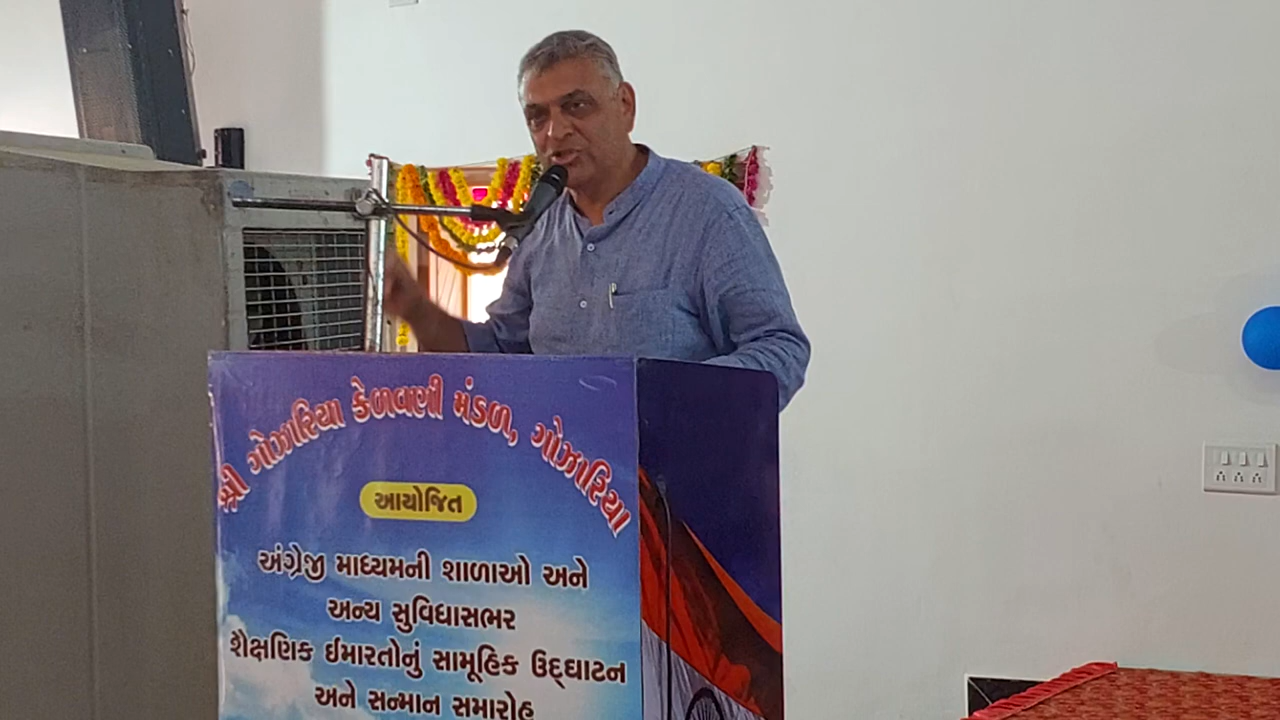 શ્રી ગોઝારિયા કેળવણી મંડળ, ગોઝારિયા
આયોજિત
અંગ્રેજી માધ્યમની શાળાઓ અને
અન્ય સુવિધાસભર
શૈક્ષણિક ઈમારતોનું સામૂહિક ઉદ્ઘાટન
અને સન્માન સમારોહ